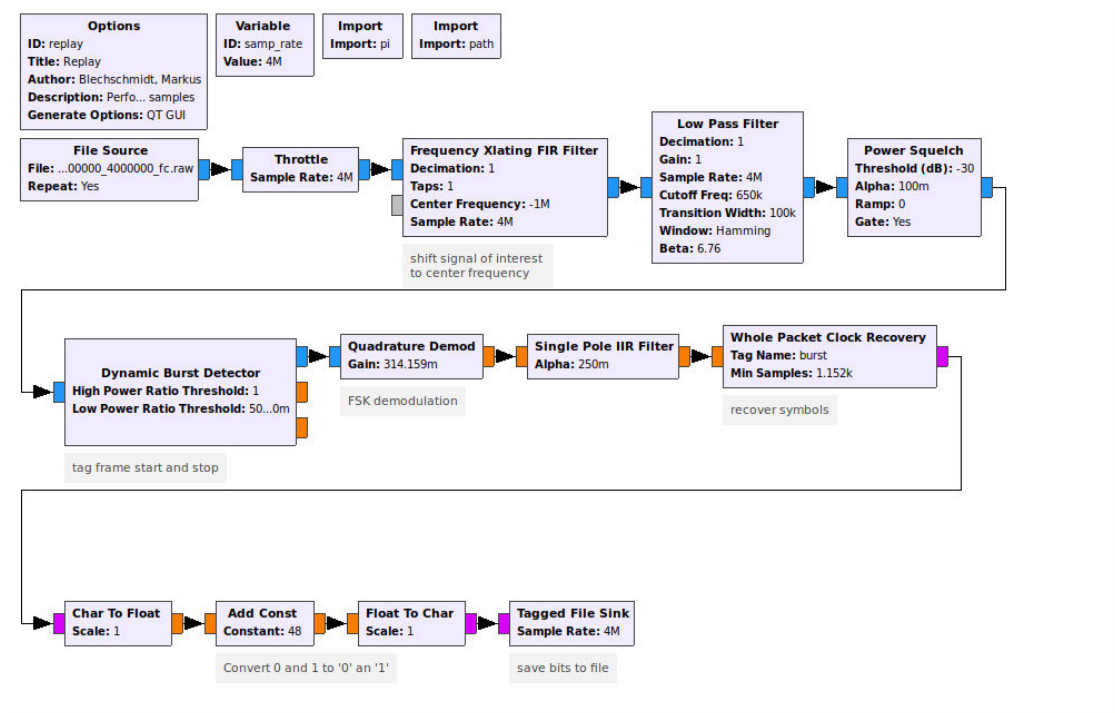 Options
ID: replay
Title: Replay
Author: Blechschmidt, Markus
Description: Perfo... samples
Generate Options: QT GUI
Variable
ID: samp_rate
Value: 4M
Import
Import: pi
Import
Import: path
File Source
File: ...00000_4000000_fc.raw
Repeat: Yes
Throttle
Sample Rate: 4M
Frequency Xlating FIR Filter
Decimation: 1
Taps: 1
Center Frequency: -1M
Sample Rate: 4M
shift signal of interest
to center frequency
Low Pass Filter
Decimation: 1
Gain: 1
Sample Rate: 4M
Cutoff Freq: 650k
Transition Width: 100k
Window: Hamming
Beta: 6.76
Power Squelch
Threshold (dB): -30
Alpha: 100m
Ramp: 0
Gate: Yes
Dynamic Burst Detector
High Power Ratio Threshold: 1
Low Power Ratio Threshold: 50...0m
tag frame start and stop
Quadrature Demod
Gain: 314.159m
FSK demodulation
Single Pole IIR Filter
Alpha: 250m
Whole Packet Clock Recovery
Tag Name: burst
Min Samples: 1.152k
recover symbols
Char To Float
Scale: 1
Add Const
Constant: 48
Convert 0 and 1 to '0' an '1'
Float To Char
Scale: 1
Tagged File Sink
Sample Rate: 4M
save bits to file